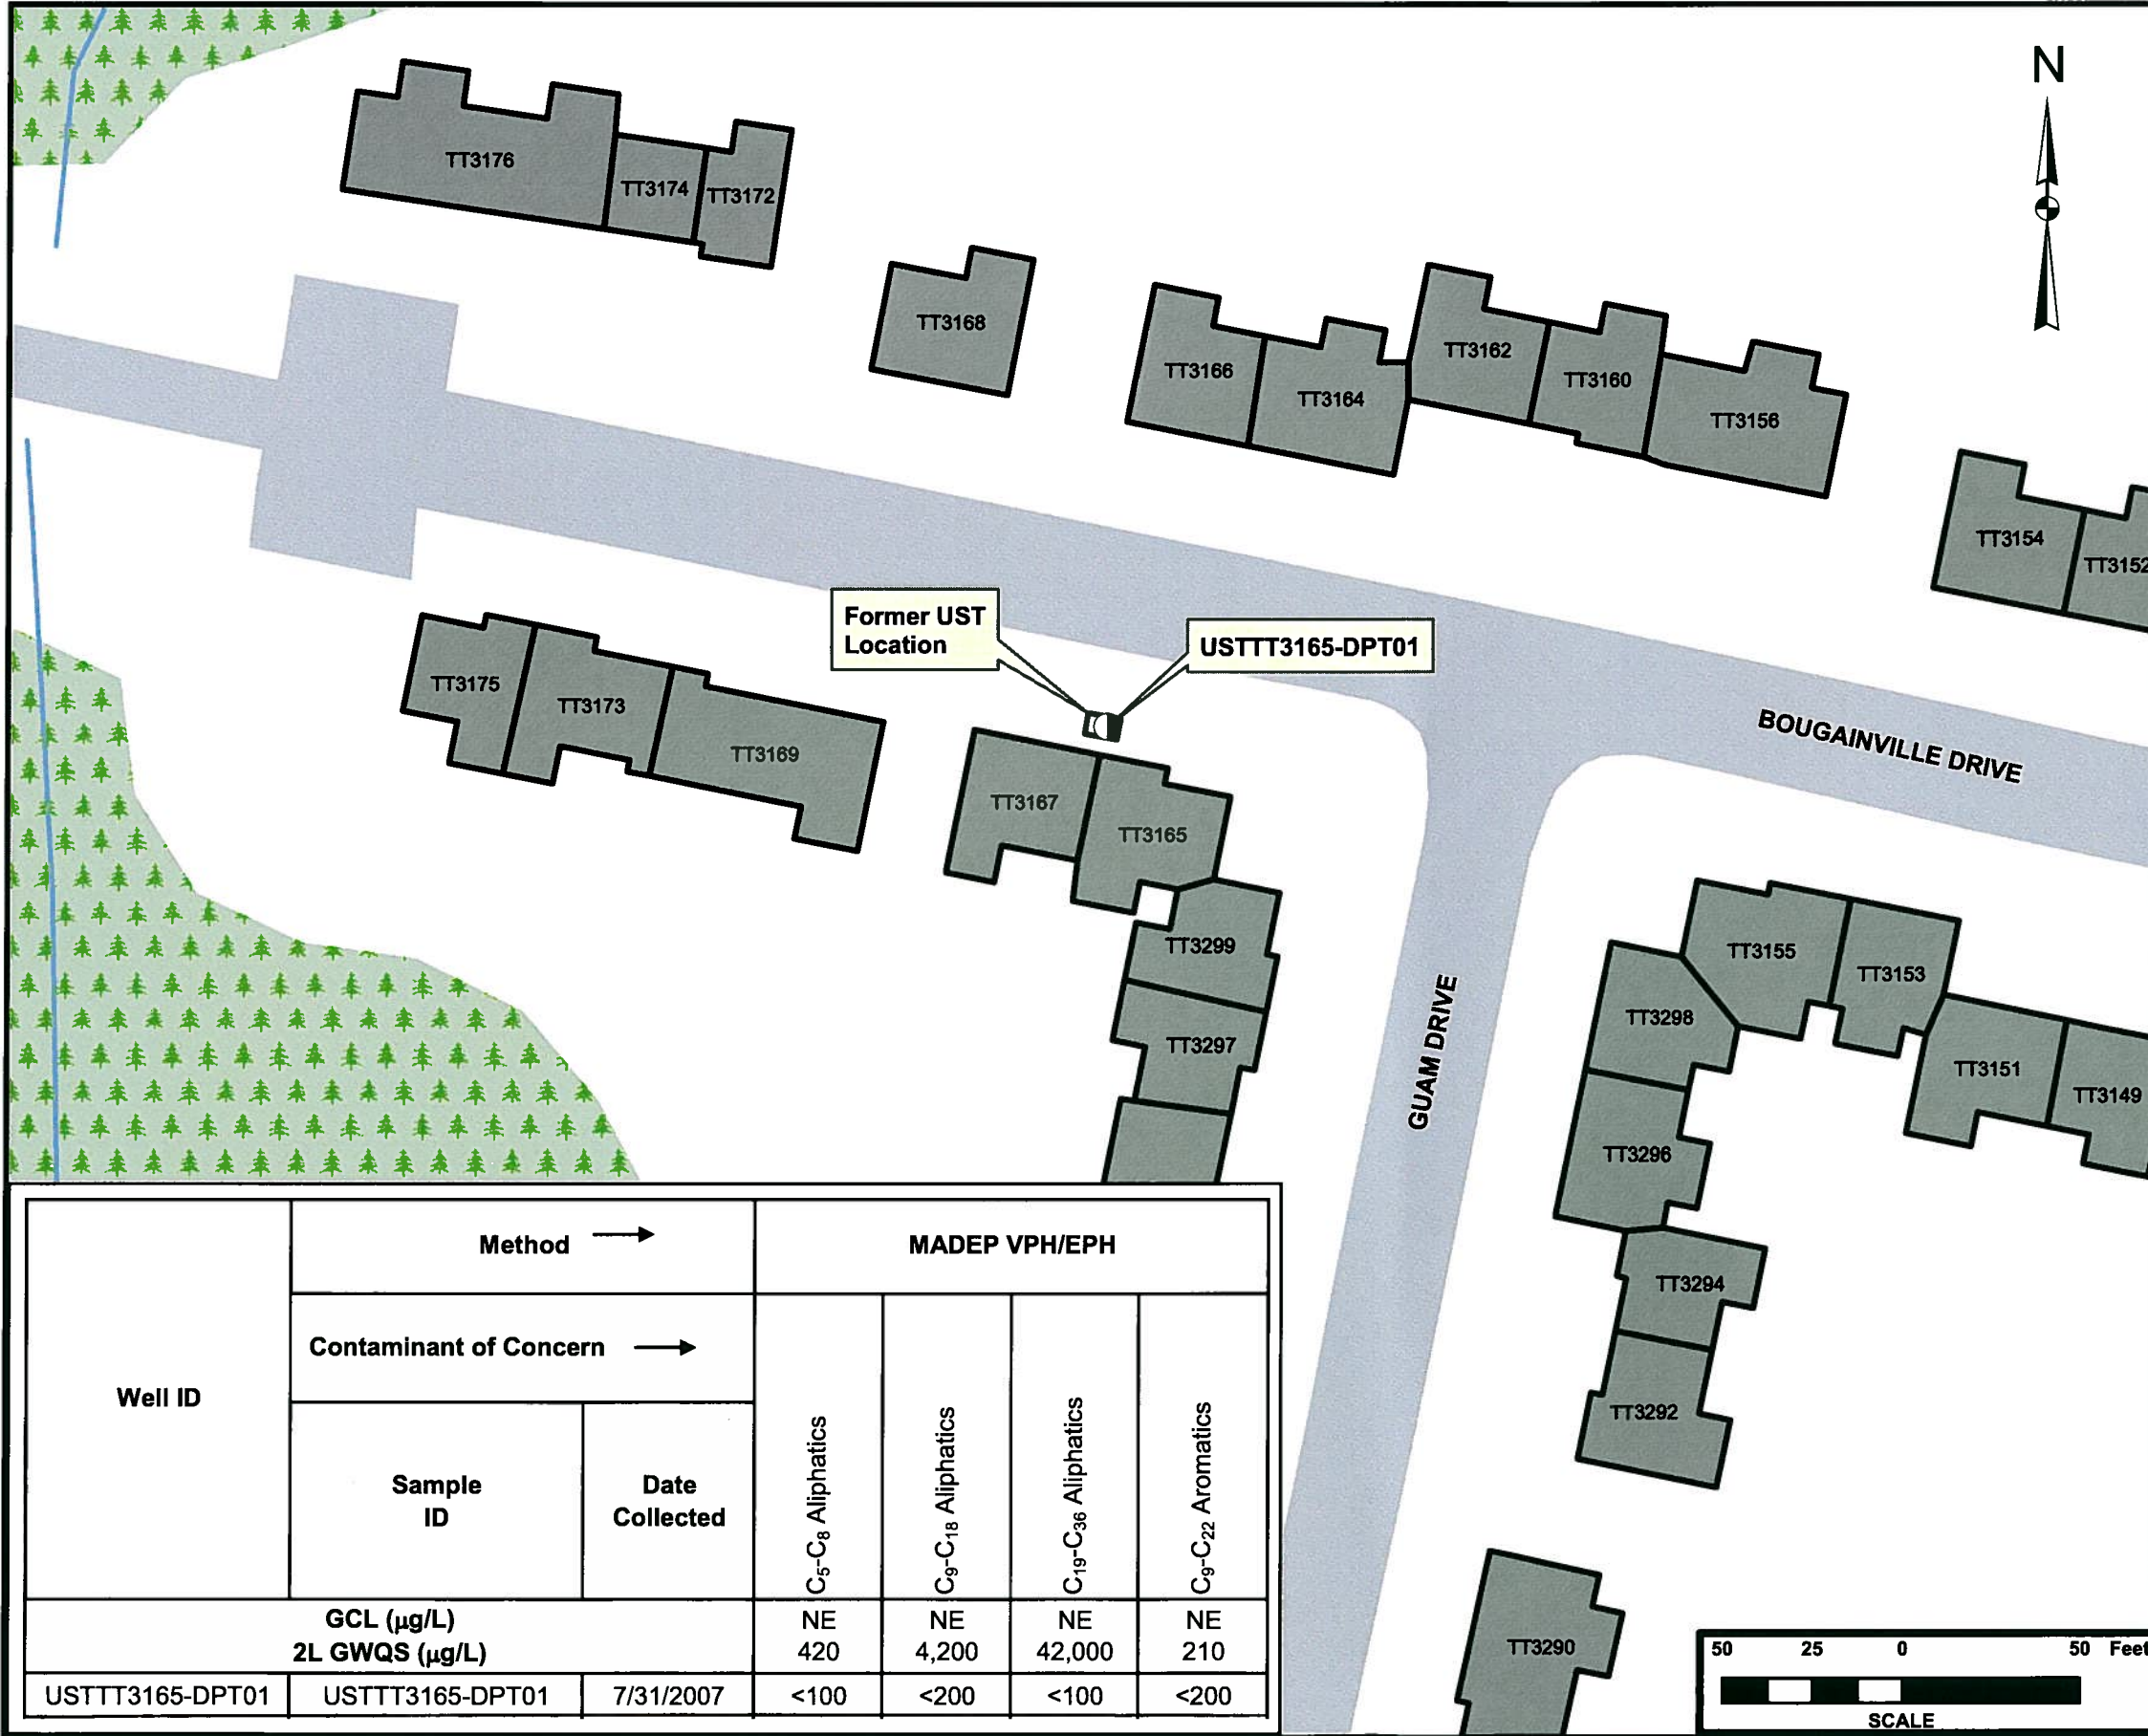 N
TT3176
TT3174
TT3172
TT3168
TT3166
TT3164
TT3162
TT3160
TT3156
TT3154
TT3152
Former UST
Location
USTTT3165-DPT01
TT3175
TT3173
TT3169
TT3167
TT3165
BOUGAINVILLE DRIVE
TT3299
TT3297
GUAM DRIVE
TT3155
TT3153
TT3298
TT3151
TT3149
TT3296
TT3294
TT3292
TT3290
Well ID
Method →
MADEP VPH/EPH
Contaminant of Concern →
Sample
ID
Date
Collected
C₅-C₈ Aliphatics
C₉-C₁₈ Aliphatics
C₁₉-C₃₆ Aliphatics
C₉-C₂₂ Aromatics
GCL (µg/L) NE NE NE NE
2L GWQS (µg/L) 420 4,200 42,000 210
USTTT3165-DPT01 USTTT3165-DPT01 7/31/2007 <100 <200 <100 <200
50 25 0 50 Feet
SCALE